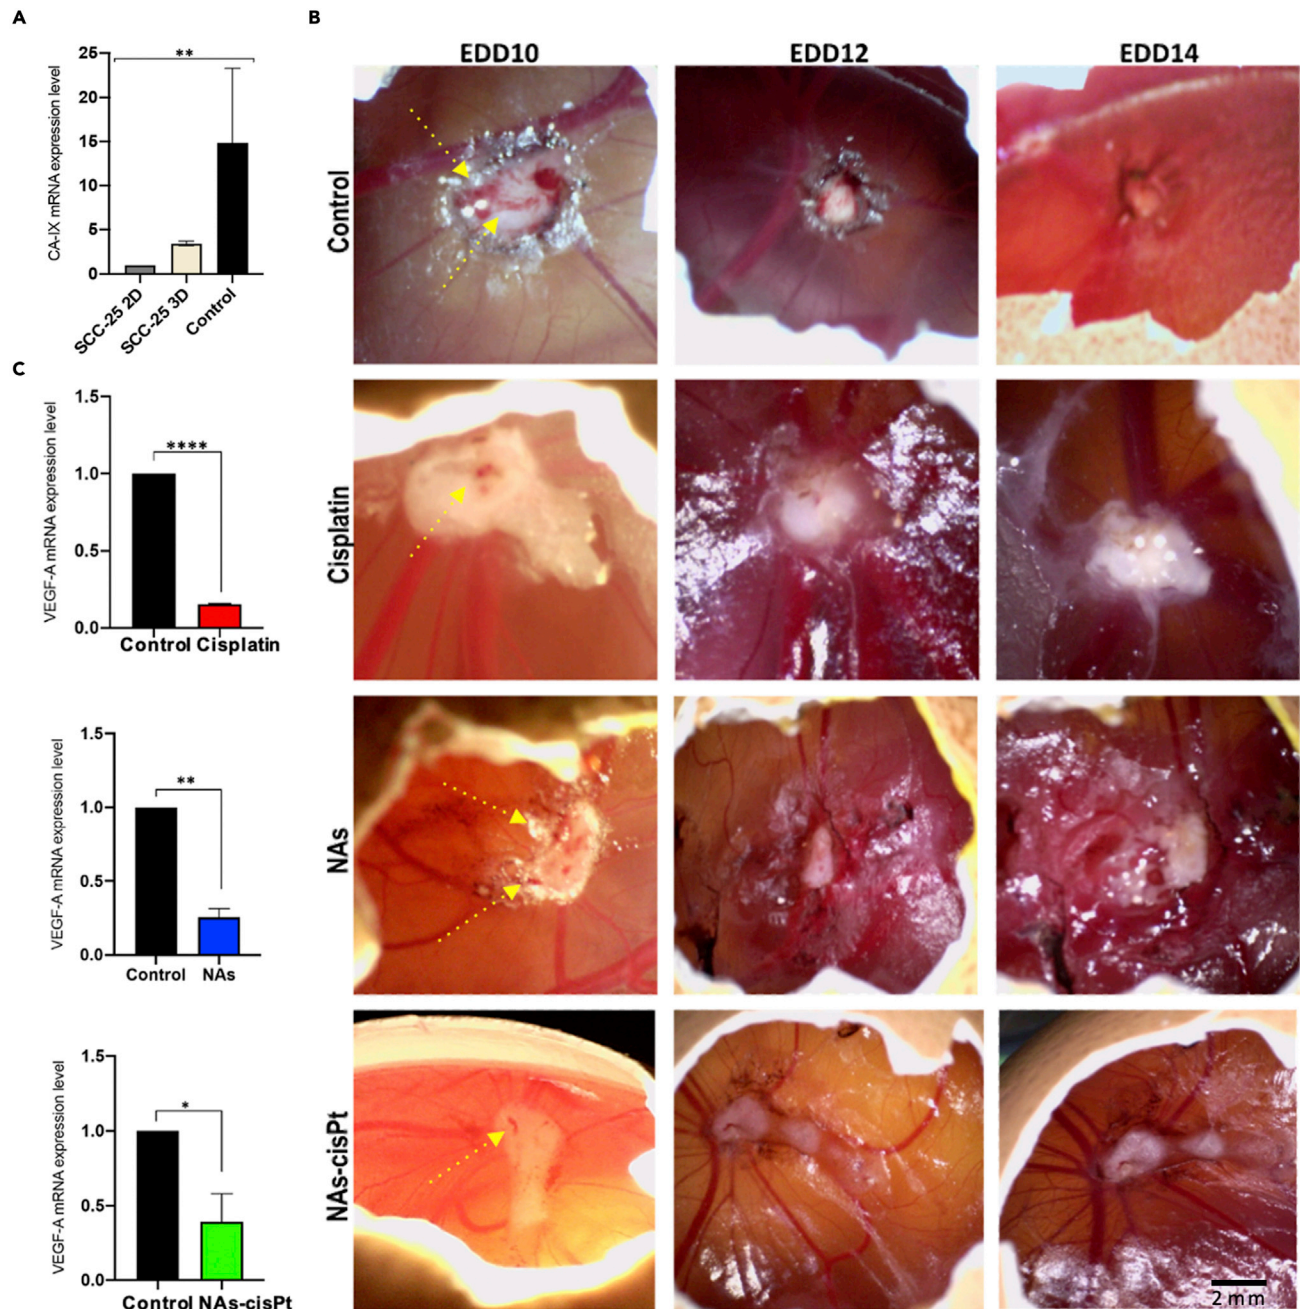 A
B
EDD10
EDD12
EDD14
**
CA-IX mRNA expression level
25
20
15
10
5
0
SCC-25 2D
SCC-25 3D
Control
Control
C
VEGF-A mRNA expression level
1.5
1.0
0.5
0.0
****
Control Cisplatin
Cisplatin
VEGF-A mRNA expression level
1.5
1.0
0.5
0.0
**
Control NAs
NAs
VEGF-A mRNA expression level
1.5
1.0
0.5
0.0
*
Control NAs-cisPt
NAs-cisPt
2 mm